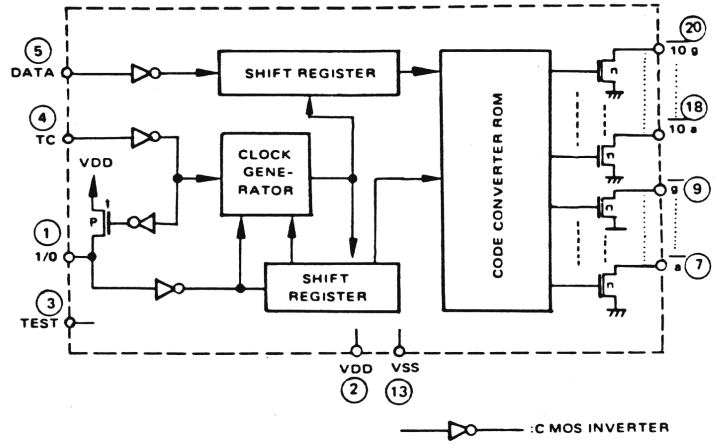 5
DATA
SHIFT REGISTER
CODE CONVERTER ROM
n
20
10 g
4
TC
CLOCK
GENE-
RATOR
n
18
10 a
VDD
P
n
g
9
1
1/0
SHIFT
REGISTER
n
a
7
3
TEST
VDD
2
VSS
13
:C MOS INVERTER